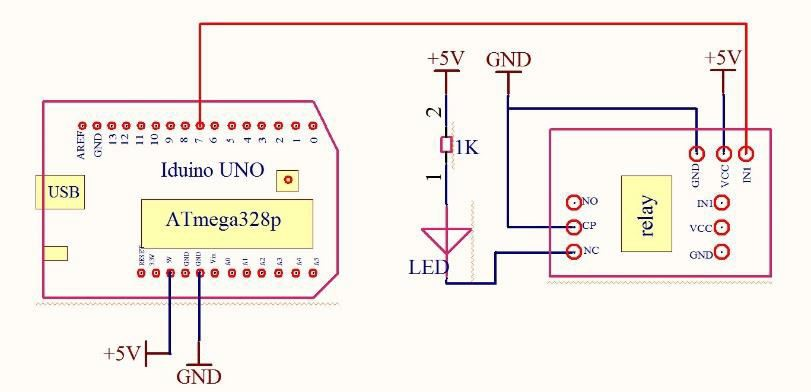 +5V
GND
+5V
AREF GND 13 12 11 10 9 8 7 6 5 4 3 2 1 0
2
1K
1
GND VCC IN1
Iduino UNO
USB
ATmega328p
NO
CP
NC
relay
IN1
VCC
GND
RESET 3.3V 5V GND GND Vin A0 A1 A2 A3 A4 A5
LED
+5V
GND